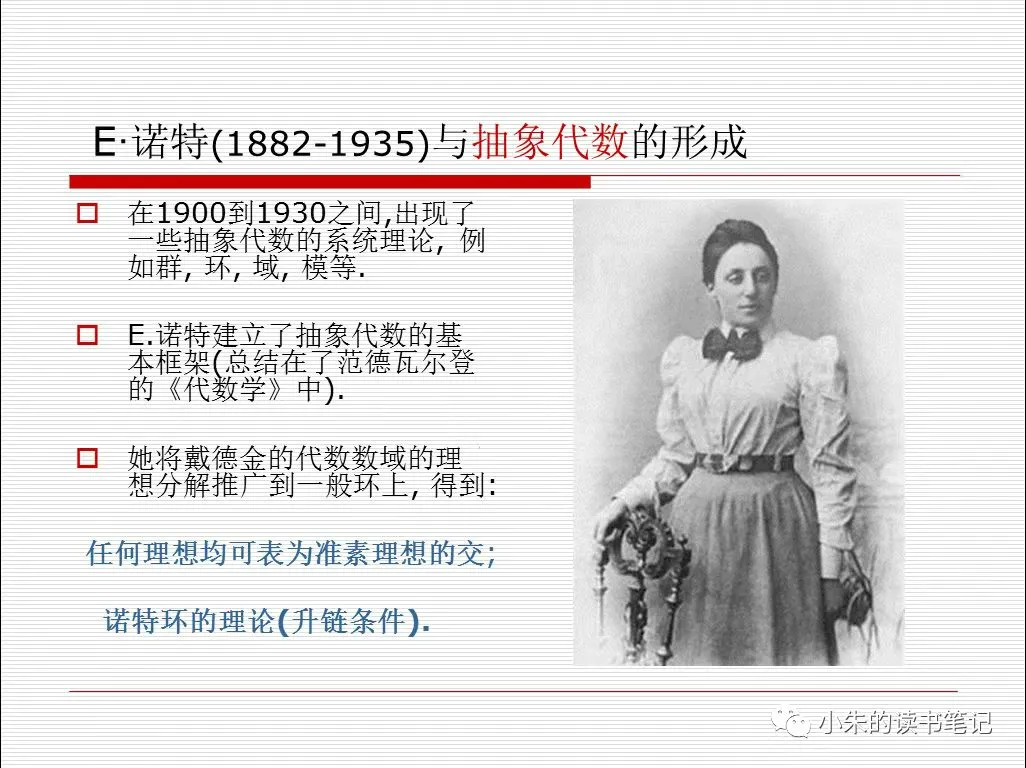 E·诺特(1882-1935)与抽象代数的形成
在1900到1930之间,出现了
一些抽象代数的系统理论, 例
如群, 环, 域, 模等.
E.诺特建立了抽象代数的基
本框架(总结在了范德瓦尔登
的《代数学》中).
她将戴德金的代数数域的理
想分解推广到一般环上, 得到:
任何理想均可表为准素理想的交;
诺特环的理论(升链条件).
小朱的读书笔记